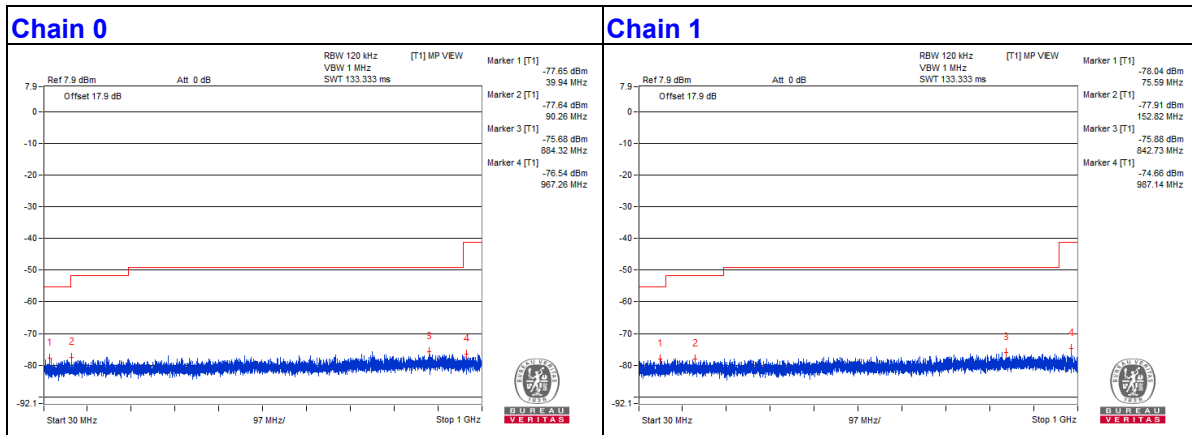 Chain 0
RBW 120 kHz [T1] MP VIEW
VBW 1 MHz
Ref 7.9 dBm Att 0 dB SWT 133.333 ms
Offset 17.9 dB
7.9
0
-10
-20
-30
-40
-50
-60
-70
-80
-92.1
1
2
3
4
Start 30 MHz 97 MHz/ Stop 1 GHz
Marker 1 [T1]
-77.65 dBm
39.94 MHz
Marker 2 [T1]
-77.64 dBm
90.26 MHz
Marker 3 [T1]
-75.68 dBm
884.32 MHz
Marker 4 [T1]
-76.54 dBm
967.26 MHz
BUREAU VERITAS
1828
BUREAU
VERITAS
Chain 1
RBW 120 kHz [T1] MP VIEW
VBW 1 MHz
Ref 7.9 dBm Att 0 dB SWT 133.333 ms
Offset 17.9 dB
7.9
0
-10
-20
-30
-40
-50
-60
-70
-80
-92.1
1
2
3
4
Start 30 MHz 97 MHz/ Stop 1 GHz
Marker 1 [T1]
-78.04 dBm
75.59 MHz
Marker 2 [T1]
-77.91 dBm
152.82 MHz
Marker 3 [T1]
-75.88 dBm
842.73 MHz
Marker 4 [T1]
-74.66 dBm
987.14 MHz
BUREAU VERITAS
1828
BUREAU
VERITAS